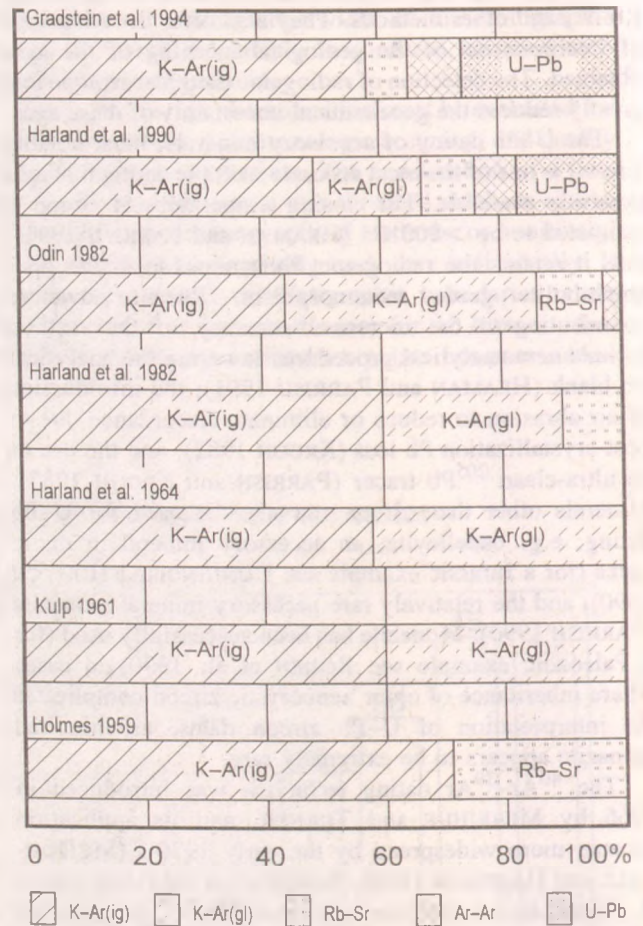 Gradstein et al. 1994
K–Ar(ig) U–Pb
Harland et al. 1990
K–Ar(ig) K–Ar(gl) U–Pb
Odin 1982
K–Ar(ig) K–Ar(gl) Rb–Sr
Harland et al. 1982
K–Ar(ig) K–Ar(gl)
Harland et al. 1964
K–Ar(ig) K–Ar(gl)
Kulp 1961
K–Ar(ig) K–Ar(gl)
Holmes 1959
K–Ar(ig) Rb–Sr
0 20 40 60 80 100%
K–Ar(ig) K–Ar(gl) Rb–Sr Ar–Ar U–Pb